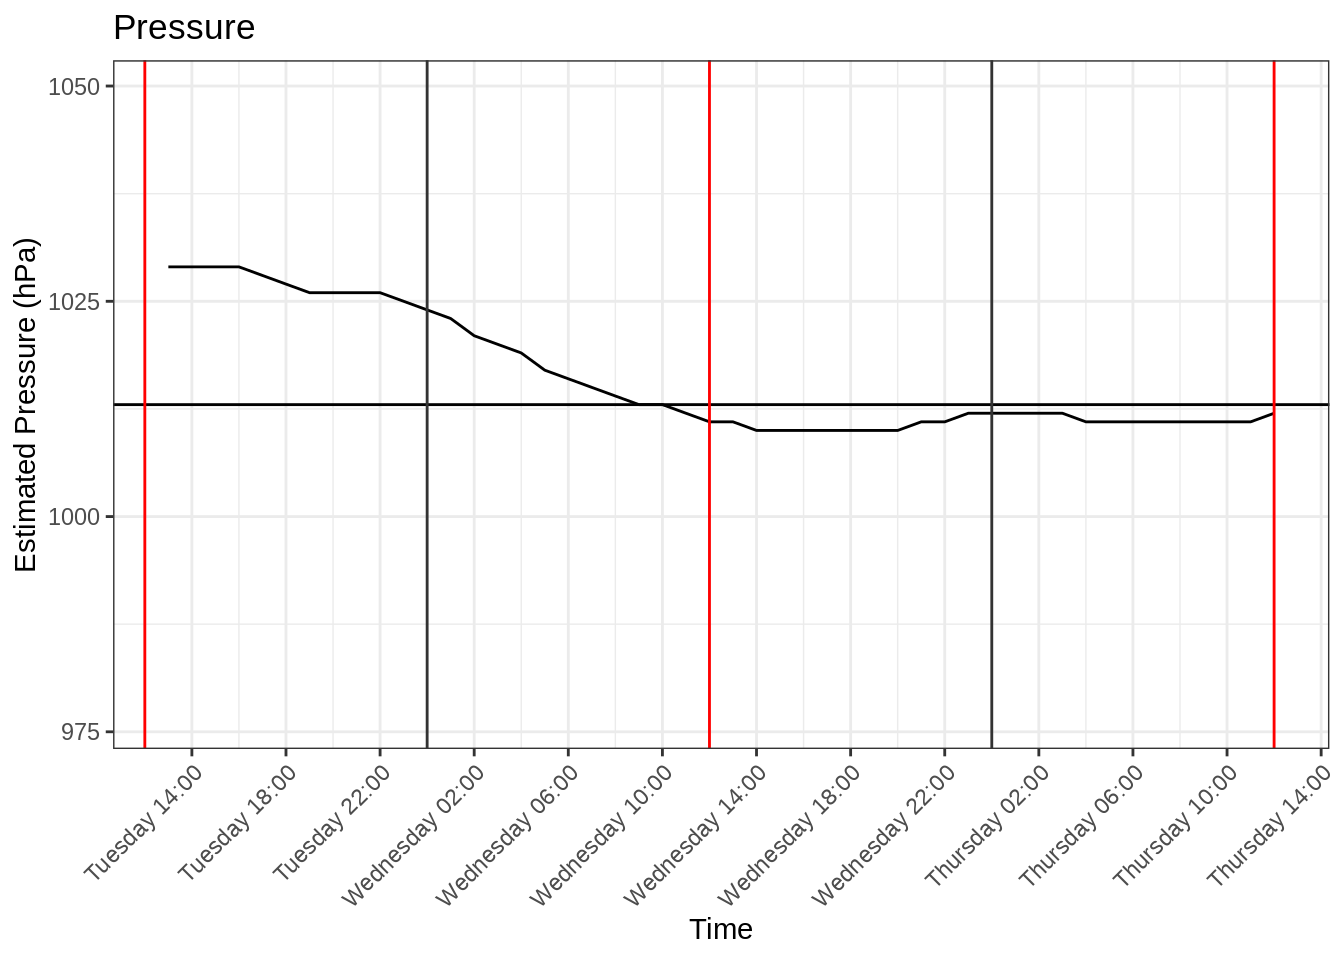 Pressure
Estimated Pressure (hPa)
1050
1025
1000
975
Tuesday 14:00
Tuesday 18:00
Tuesday 22:00
Wednesday 02:00
Wednesday 06:00
Wednesday 10:00
Wednesday 14:00
Wednesday 18:00
Wednesday 22:00
Thursday 02:00
Thursday 06:00
Thursday 10:00
Thursday 14:00
Time